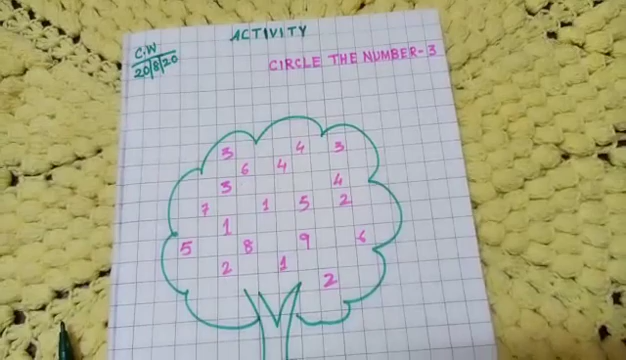 ACTIVITY
C.W
20/8/20
CIRCLE THE NUMBER-3
3 4 3
6 4
3 4
7 1 5 2
1
5 8 9 6
2 1
2